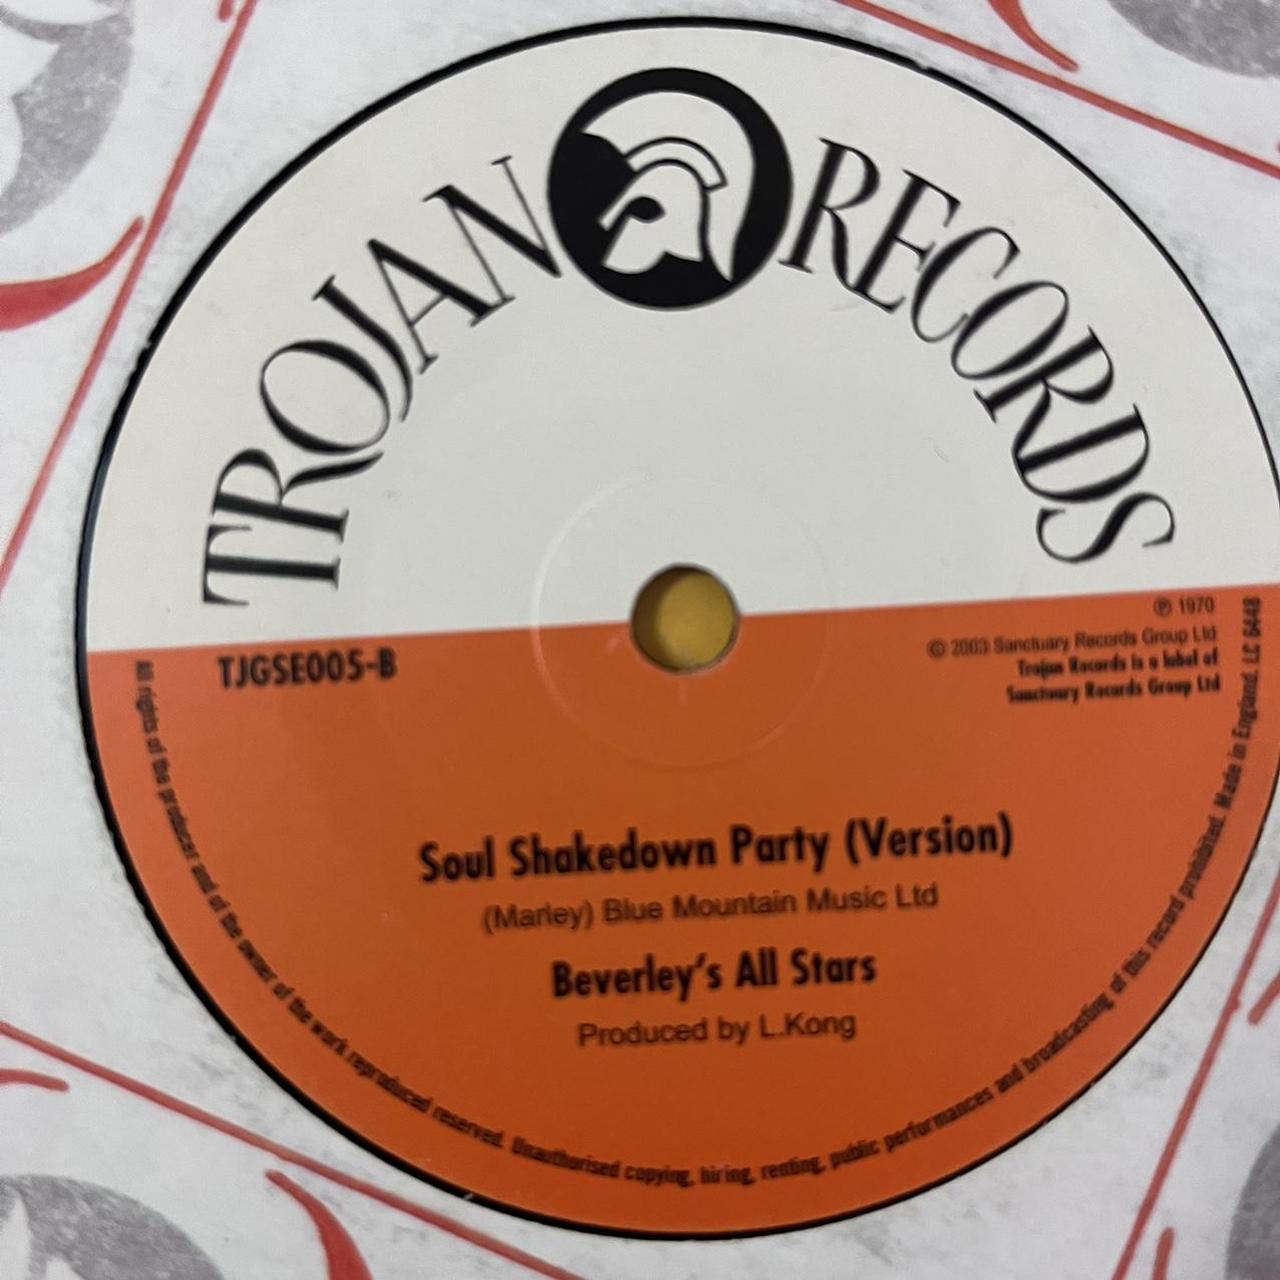 TROJAN RECORDS
TJGSE005-B
℗ 1970
© 2003 Sanctuary Records Group Ltd
Trojan Records is a label of
Sanctuary Records Group Ltd
Soul Shakedown Party (Version)
(Marley) Blue Mountain Music Ltd
Beverley's All Stars
Produced by L.Kong
All rights of the producer and of the owner of the work reproduced reserved. Unauthorised copying, hiring, renting, public performances and broadcasting of this record prohibited. Made in England. LC 6448